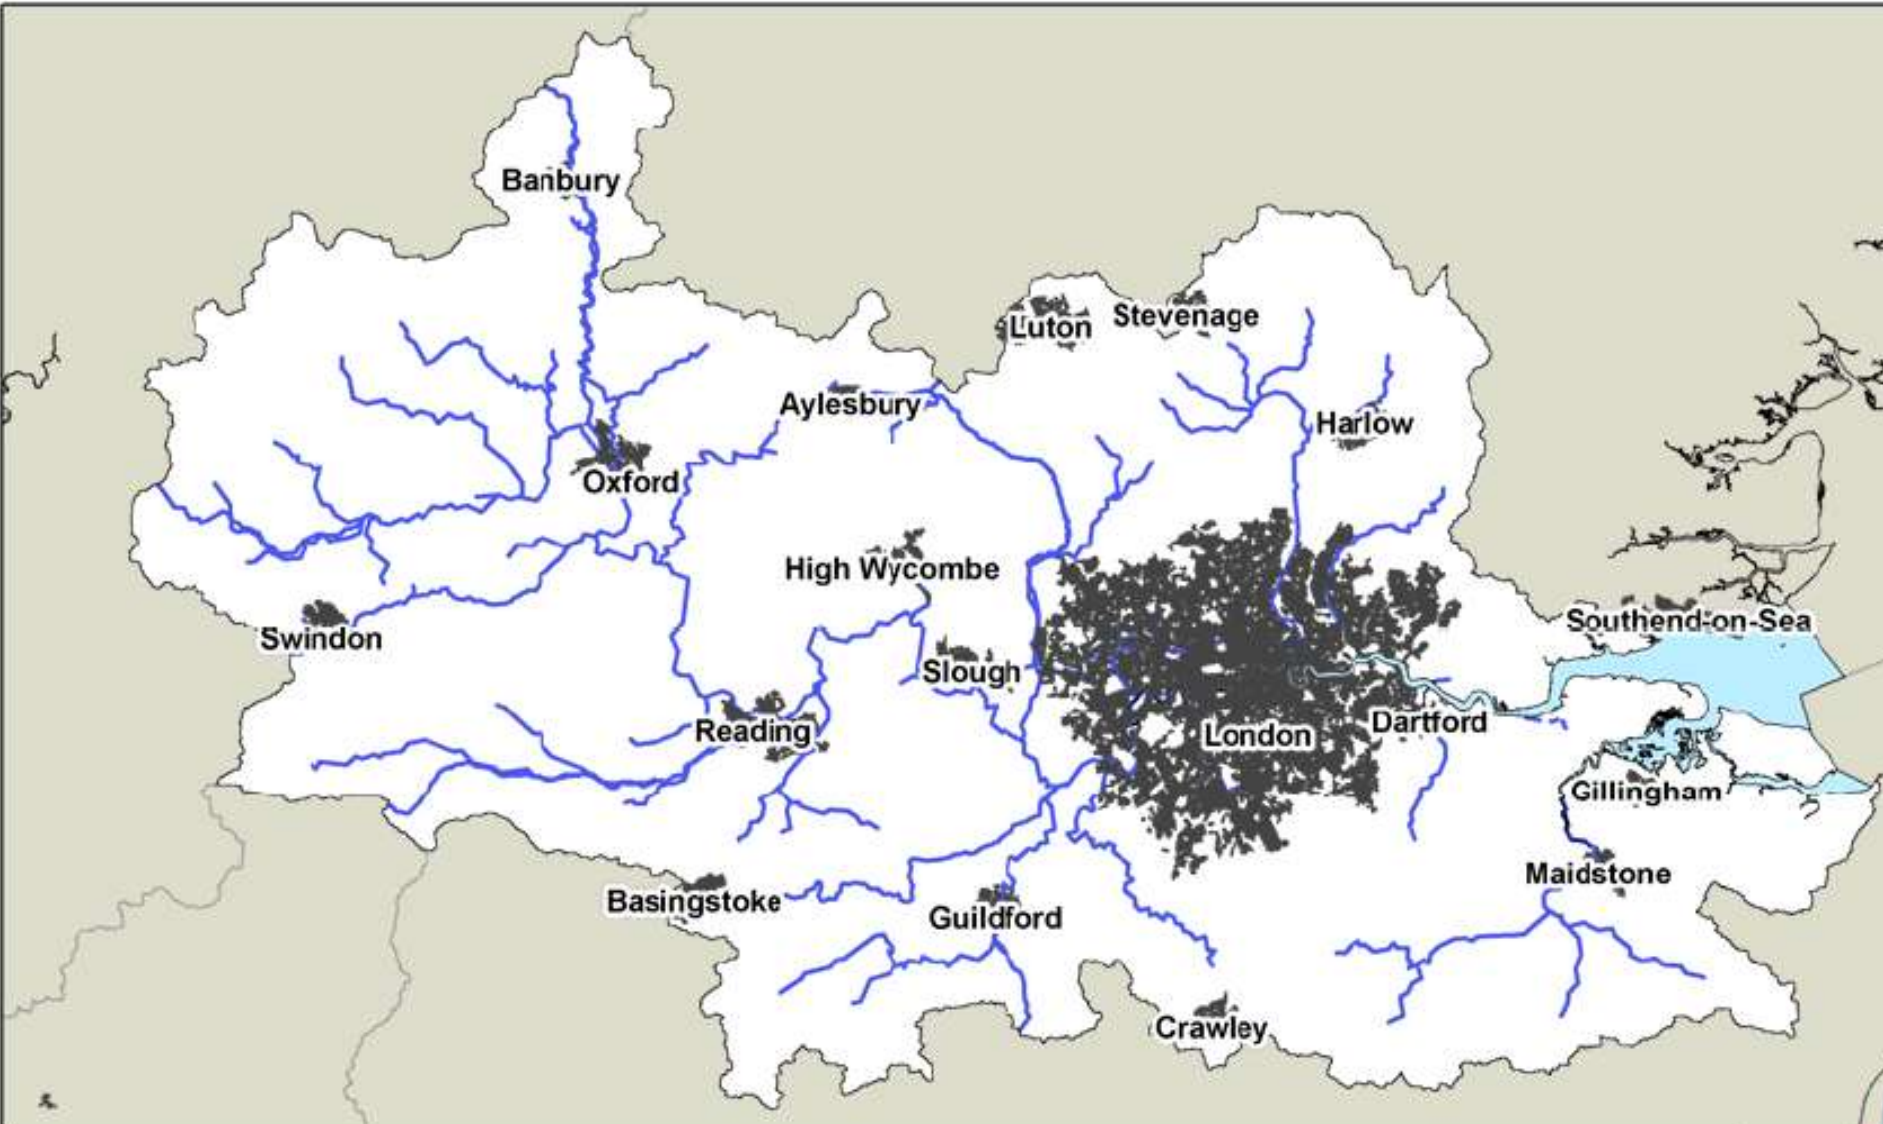 Banbury
Luton
Stevenage
Aylesbury
Harlow
Oxford
High Wycombe
Southend-on-Sea
Swindon
Slough
Reading
London
Dartford
Gillingham
Maidstone
Basingstoke
Guildford
Crawley